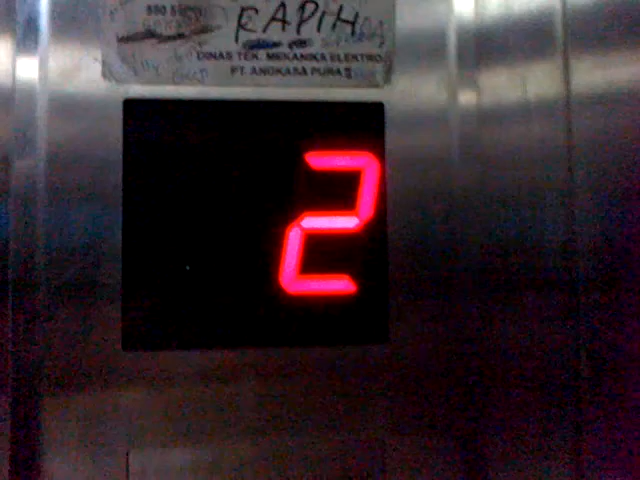 RAPIH
DINAS TEK. MEKANIKA ELEKTRO
PT. ANGKASA PURA
2